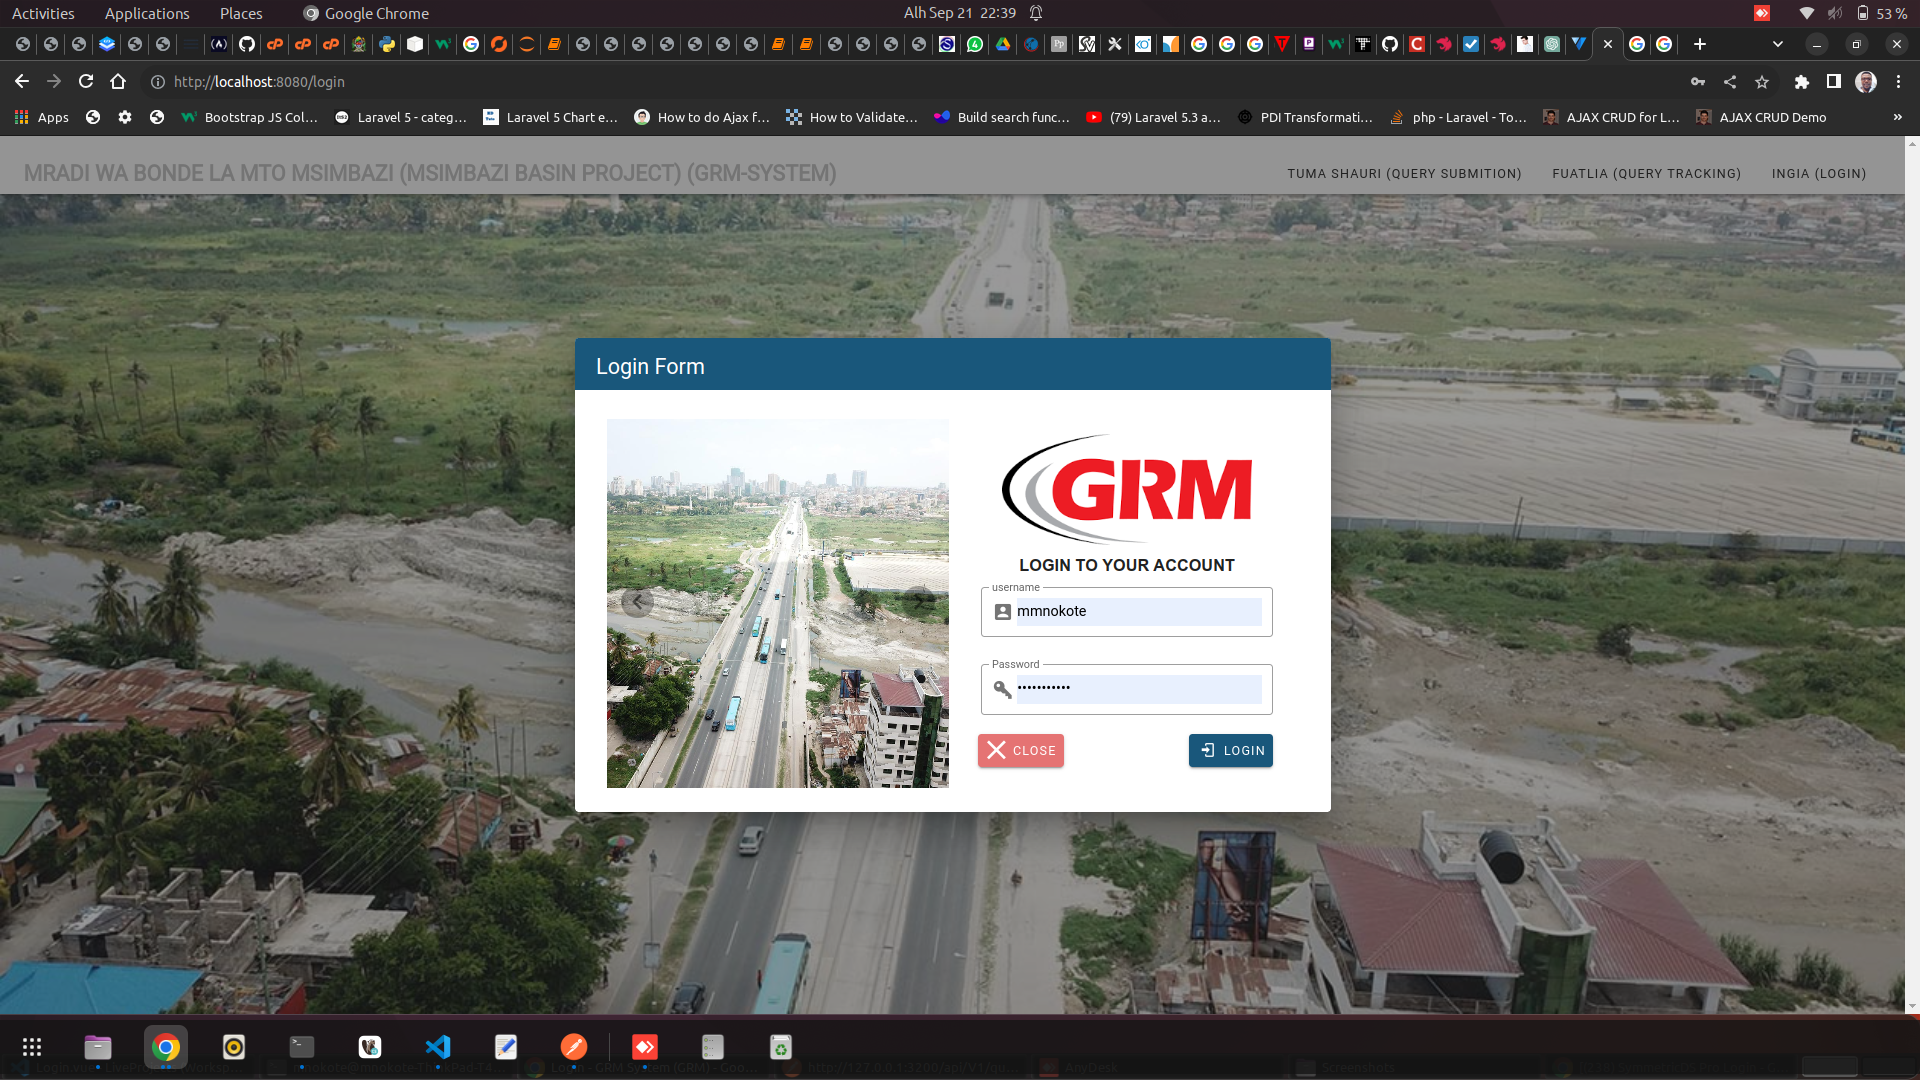 Activities Applications Places Google Chrome Alh Sep 21 22:39 53 %
http://localhost:8080/login
Apps Bootstrap JS Col… Laravel 5 - categ… Laravel 5 Chart e… How to do Ajax f… How to Validate… Build search func… (79) Laravel 5.3 a… PDI Transformati… php - Laravel - To… AJAX CRUD for L… AJAX CRUD Demo »
MRADI WA BONDE LA MTO MSIMBAZI (MSIMBAZI BASIN PROJECT) (GRM-SYSTEM) TUMA SHAURI (QUERY SUBMITION) FUATLIA (QUERY TRACKING) INGIA (LOGIN)
Login Form
GRM
LOGIN TO YOUR ACCOUNT
username
mmnokote
Password
•••••••••••
CLOSE LOGIN
AnyDesk Screenshots